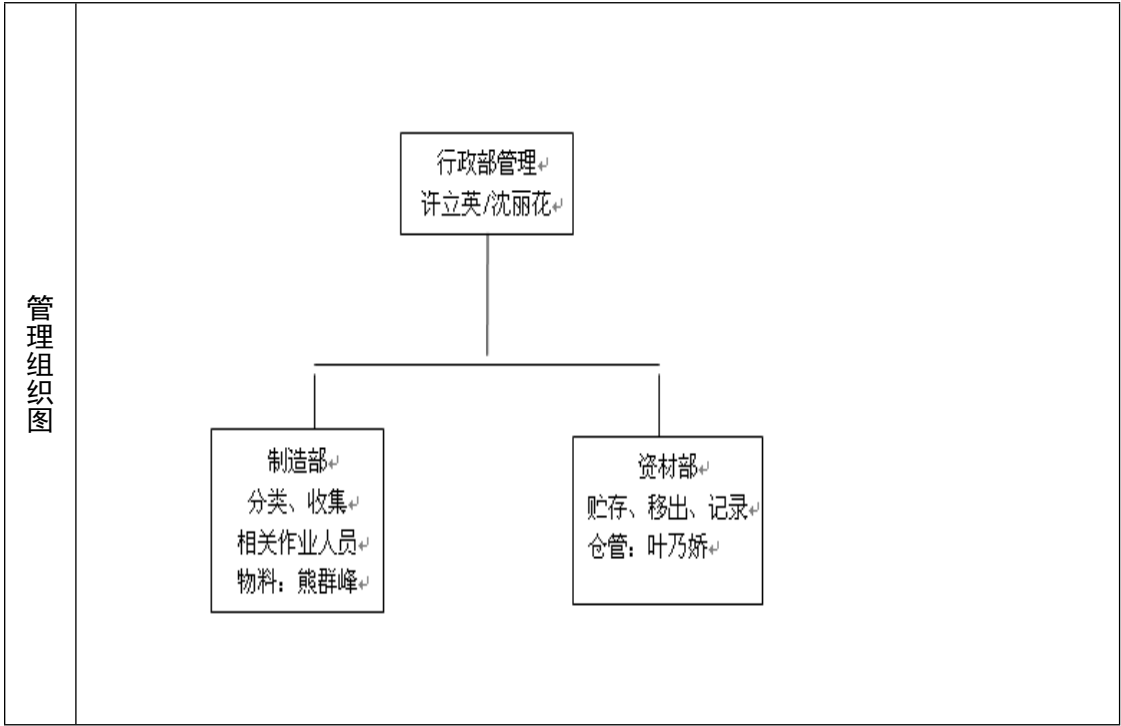 管理组织图
行政部管理
许立英/沈丽花
制造部
分类、收集
相关作业人员
物料：熊群峰
资材部
贮存、移出、记录
仓管：叶乃娇